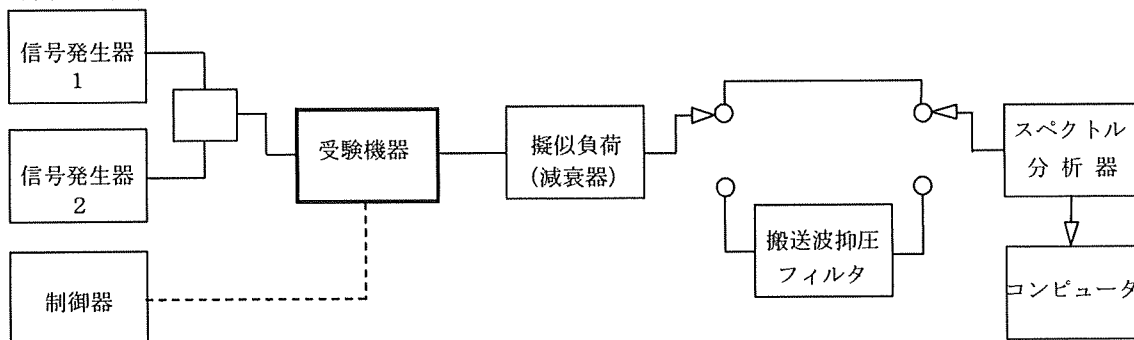 信号発生器
1
信号発生器
2
制御器
受験機器
擬似負荷
(減衰器)
搬送波抑圧
フィルタ
スペクトル
分析器
コンピュータ